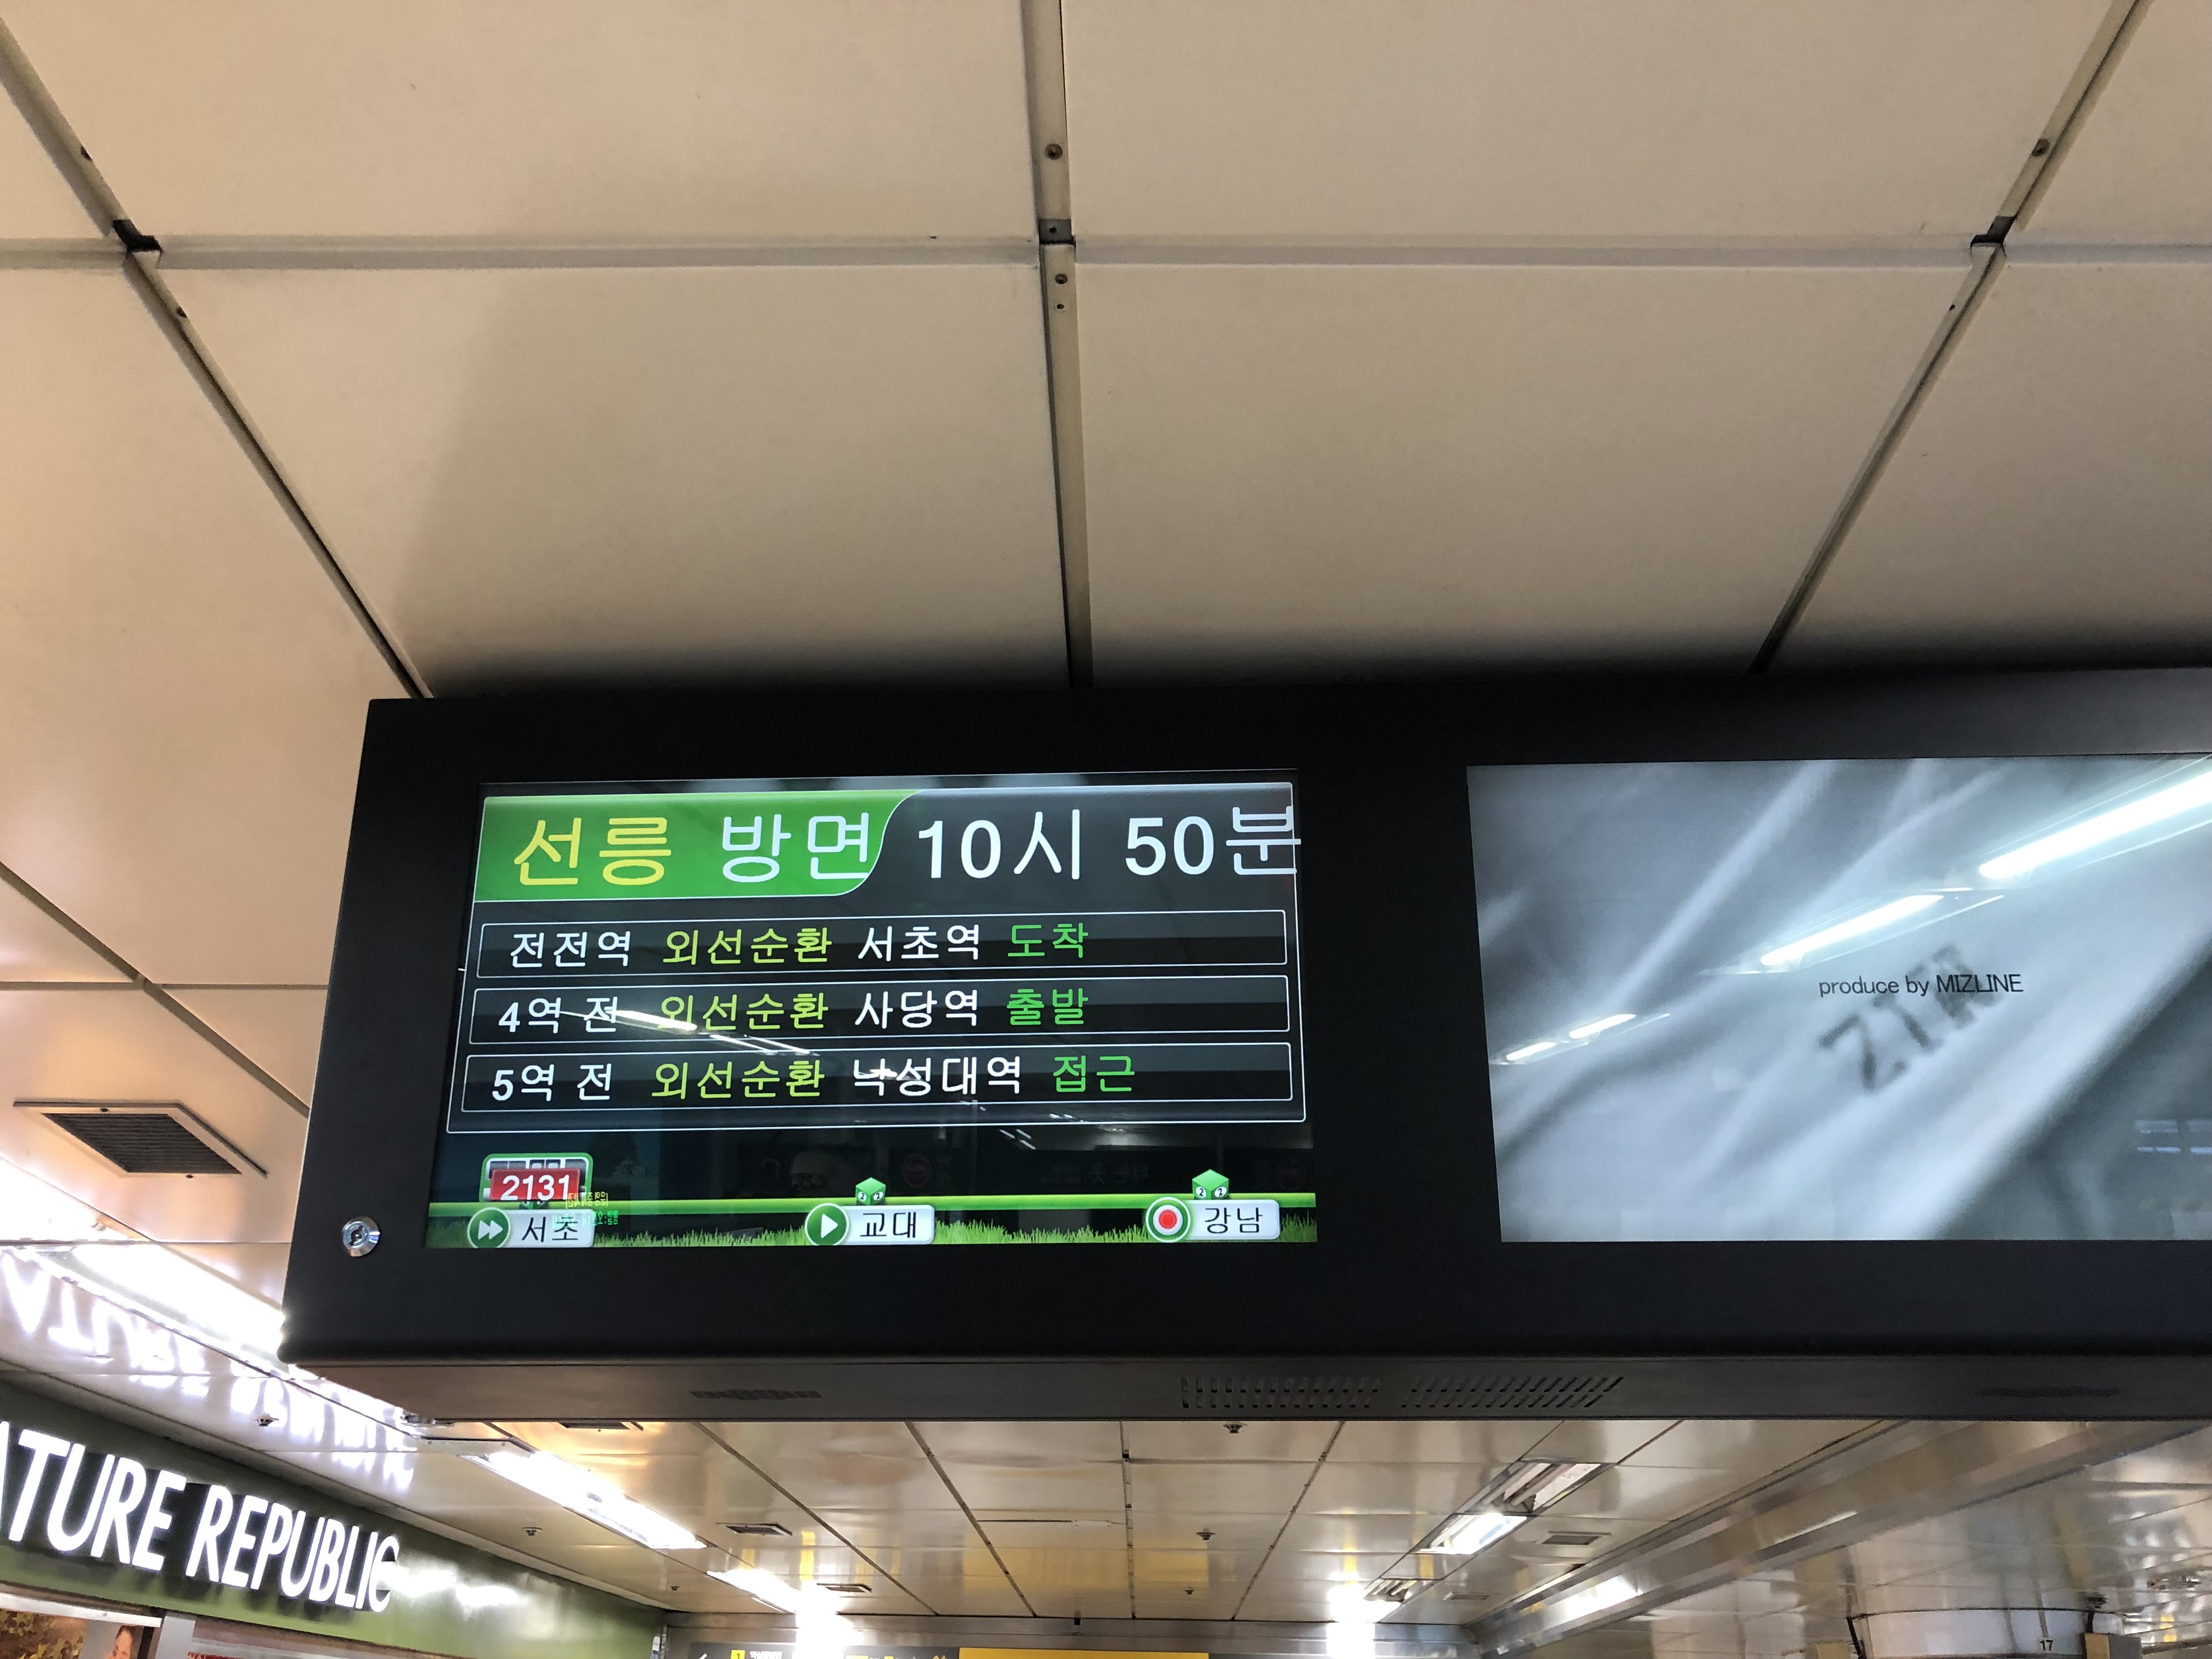 선릉 방면 10시 50분
전전역 외선순환 서초역 도착
4역 전 외선순환 사당역 출발
5역 전 외선순환 낙성대역 접근
2131
서초 교대 강남
produce by MIZLINE
ATURE REPUBLIC
17